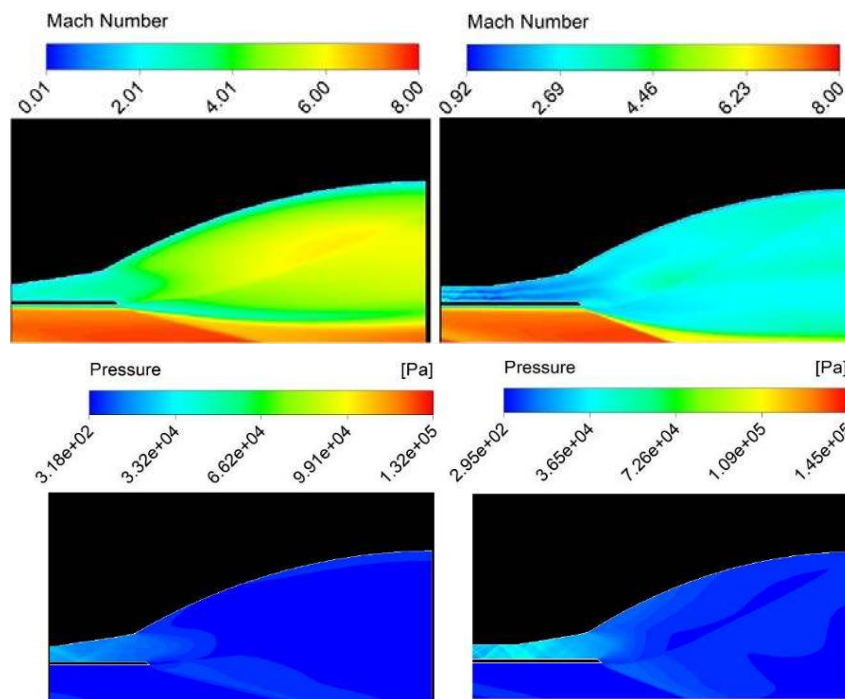 Mach Number
0.01 2.01 4.01 6.00 8.00
Mach Number
0.92 2.69 4.46 6.23 8.00
Pressure [Pa]
3.18e+02 3.32e+04 6.62e+04 9.91e+04 1.32e+05
Pressure [Pa]
2.95e+02 3.65e+04 7.26e+04 1.09e+05 1.45e+05